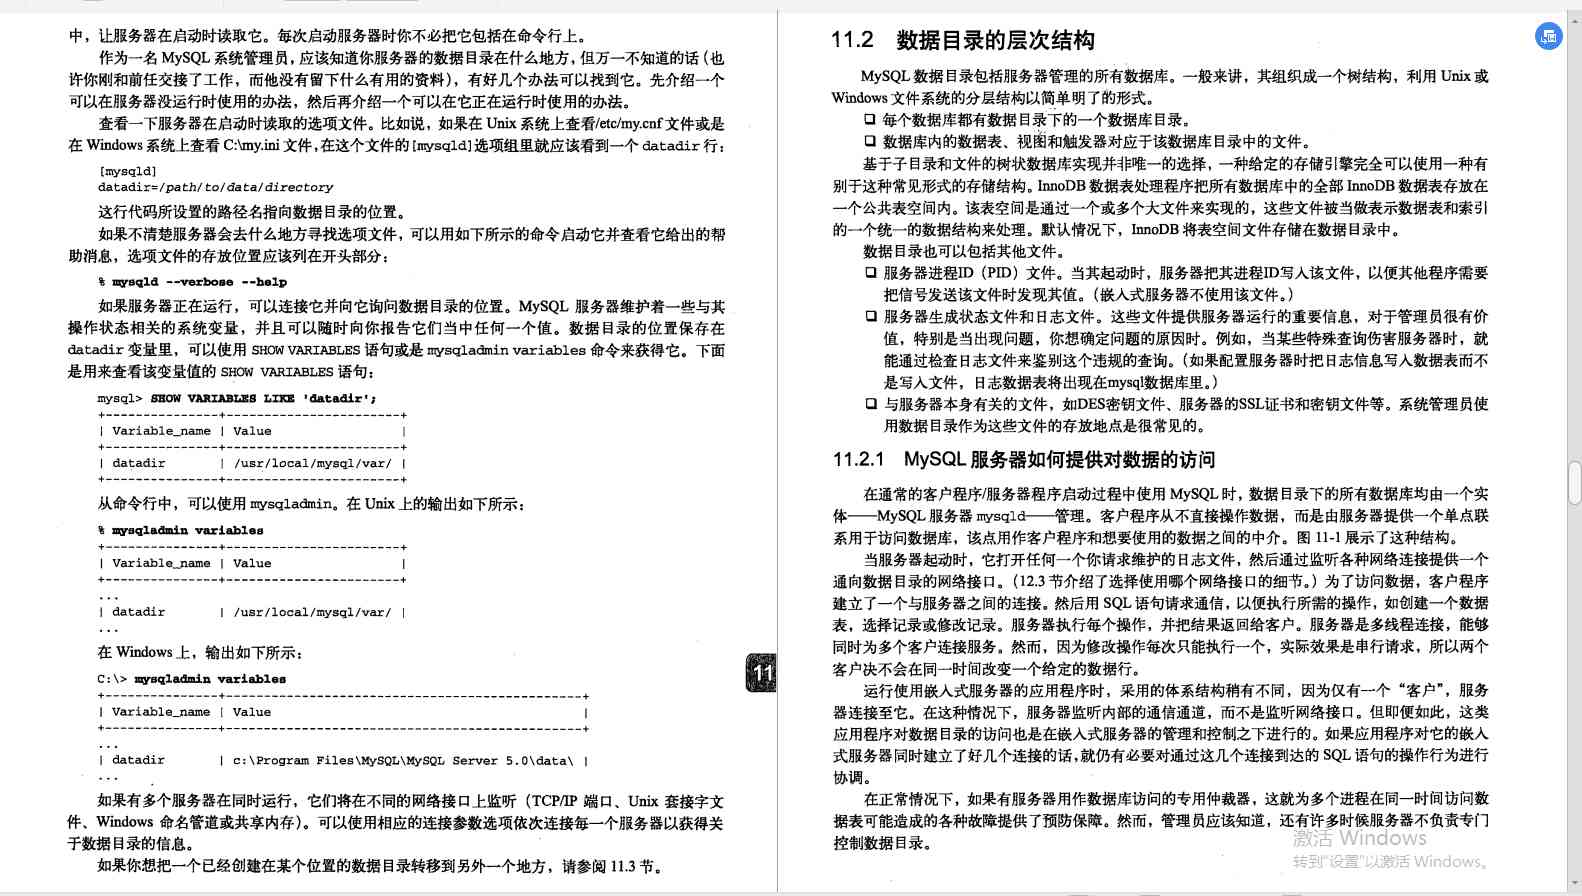 中，让服务器在启动时读取它。每次启动服务器时你不必把它包括在命令行上。
作为一名 MySQL 系统管理员，应该知道你服务器的数据目录在什么地方，但万一不知道的话（也
许你刚和前任交接了工作，而他没有留下什么有用的资料），有好几个办法可以找到它。先介绍一个
可以在服务器没运行时使用的办法，然后再介绍一个可以在它正在运行时使用的办法。
查看一下服务器在启动时读取的选项文件。比如说，如果在 Unix 系统上查看/etc/my.cnf 文件或是
在 Windows 系统上查看 C:\my.ini 文件，在这个文件的[mysqld]选项组里就应该看到一个 datadir 行：
[mysqld]
datadir=/path/to/data/directory
这行代码所设置的路径名指向数据目录的位置。
如果不清楚服务器会去什么地方寻找选项文件，可以用如下所示的命令启动它并查看它给出的帮
助消息，选项文件的存放位置应该列在开头部分：
% mysqld --verbose --help
如果服务器正在运行，可以连接它并向它询问数据目录的位置。MySQL 服务器维护着一些与其
操作状态相关的系统变量，并且可以随时向你报告它们当中任何一个值。数据目录的位置保存在
datadir 变量里，可以使用 SHOW VARIABLES 语句或是 mysqladmin variables 命令来获得它。下面
是用来查看该变量值的 SHOW VARIABLES 语句：
mysql> SHOW VARIABLES LIKE 'datadir';
+---------------+-----------------------+
| Variable_name | Value                 |
+---------------+-----------------------+
| datadir       | /usr/local/mysql/var/ |
+---------------+-----------------------+
从命令行中，可以使用 mysqladmin。在 Unix 上的输出如下所示：
% mysqladmin variables
+---------------+-----------------------+
| Variable_name | Value                 |
+---------------+-----------------------+
...
| datadir       | /usr/local/mysql/var/ |
...
在 Windows 上，输出如下所示：
C:\> mysqladmin variables
+---------------+-----------------------------------------------+
| Variable_name | Value                                         |
+---------------+-----------------------------------------------+
...
| datadir       | c:\Program Files\MySQL\MySQL Server 5.0\data\ |
...
如果有多个服务器在同时运行，它们将在不同的网络接口上监听（TCP/IP 端口、Unix 套接字文
件、Windows 命名管道或共享内存）。可以使用相应的连接参数选项依次连接每一个服务器以获得关
于数据目录的信息。
如果你想把一个已经创建在某个位置的数据目录转移到另外一个地方，请参阅 11.3 节。
11
11.2 数据目录的层次结构
MySQL 数据目录包括服务器管理的所有数据库。一般来讲，其组织成一个树结构，利用 Unix 或
Windows 文件系统的分层结构以简单明了的形式。
❑ 每个数据库都有数据目录下的一个数据库目录。
❑ 数据库内的数据表、视图和触发器对应于该数据库目录中的文件。
基于子目录和文件的树状数据库实现并非唯一的选择，一种给定的存储引擎完全可以使用一种有
别于这种常见形式的存储结构。InnoDB 数据表处理程序把所有数据库中的全部 InnoDB 数据表存放在
一个公共表空间内。该表空间是通过一个或多个大文件来实现的，这些文件被当做表示数据表和索引
的一个统一的数据结构来处理。默认情况下，InnoDB 将表空间文件存储在数据目录中。
数据目录也可以包括其他文件。
❑ 服务器进程ID（PID）文件。当其起动时，服务器把其进程ID写入该文件，以便其他程序需要
把信号发送该文件时发现其值。（嵌入式服务器不使用该文件。）
❑ 服务器生成状态文件和日志文件。这些文件提供服务器运行的重要信息，对于管理员很有价
值，特别是当出现问题，你想确定问题的原因时。例如，当某些特殊查询伤害服务器时，就
能通过检查日志文件来鉴别这个违规的查询。（如果配置服务器时把日志信息写入数据表而不
是写入文件，日志数据表将出现在mysql数据库里。）
❑ 与服务器本身有关的文件，如DES密钥文件、服务器的SSL证书和密钥文件等。系统管理员使
用数据目录作为这些文件的存放地点是很常见的。
11.2.1 MySQL 服务器如何提供对数据的访问
在通常的客户程序/服务器程序启动过程中使用 MySQL 时，数据目录下的所有数据库均由一个实
体——MySQL 服务器 mysqld——管理。客户程序从不直接操作数据，而是由服务器提供一个单点联
系用于访问数据库，该点用作客户程序和想要使用的数据之间的中介。图 11-1 展示了这种结构。
当服务器起动时，它打开任何一个你请求维护的日志文件，然后通过监听各种网络连接提供一个
通向数据目录的网络接口。（12.3 节介绍了选择使用哪个网络接口的细节。）为了访问数据，客户程序
建立了一个与服务器之间的连接。然后用 SQL 语句请求通信，以便执行所需的操作，如创建一个数据
表，选择记录或修改记录。服务器执行每个操作，并把结果返回给客户。服务器是多线程连接，能够
同时为多个客户连接服务。然而，因为修改操作每次只能执行一个，实际效果是串行请求，所以两个
客户决不会在同一时间改变一个给定的数据行。
运行使用嵌入式服务器的应用程序时，采用的体系结构稍有不同，因为仅有一个“客户”，服务
器连接至它。在这种情况下，服务器监听内部的通信通道，而不是监听网络接口。但即便如此，这类
应用程序对数据目录的访问也是在嵌入式服务器的管理和控制之下进行的。如果应用程序对它的嵌入
式服务器同时建立了好几个连接的话，就仍有必要对通过这几个连接到达的 SQL 语句的操作行为进行
协调。
在正常情况下，如果有服务器用作数据库访问的专用仲裁器，这就为多个进程在同一时间访问数
据表可能造成的各种故障提供了预防保障。然而，管理员应该知道，还有许多时候服务器不负责专门
控制数据目录。
激活 Windows
转到“设置”以激活 Windows。